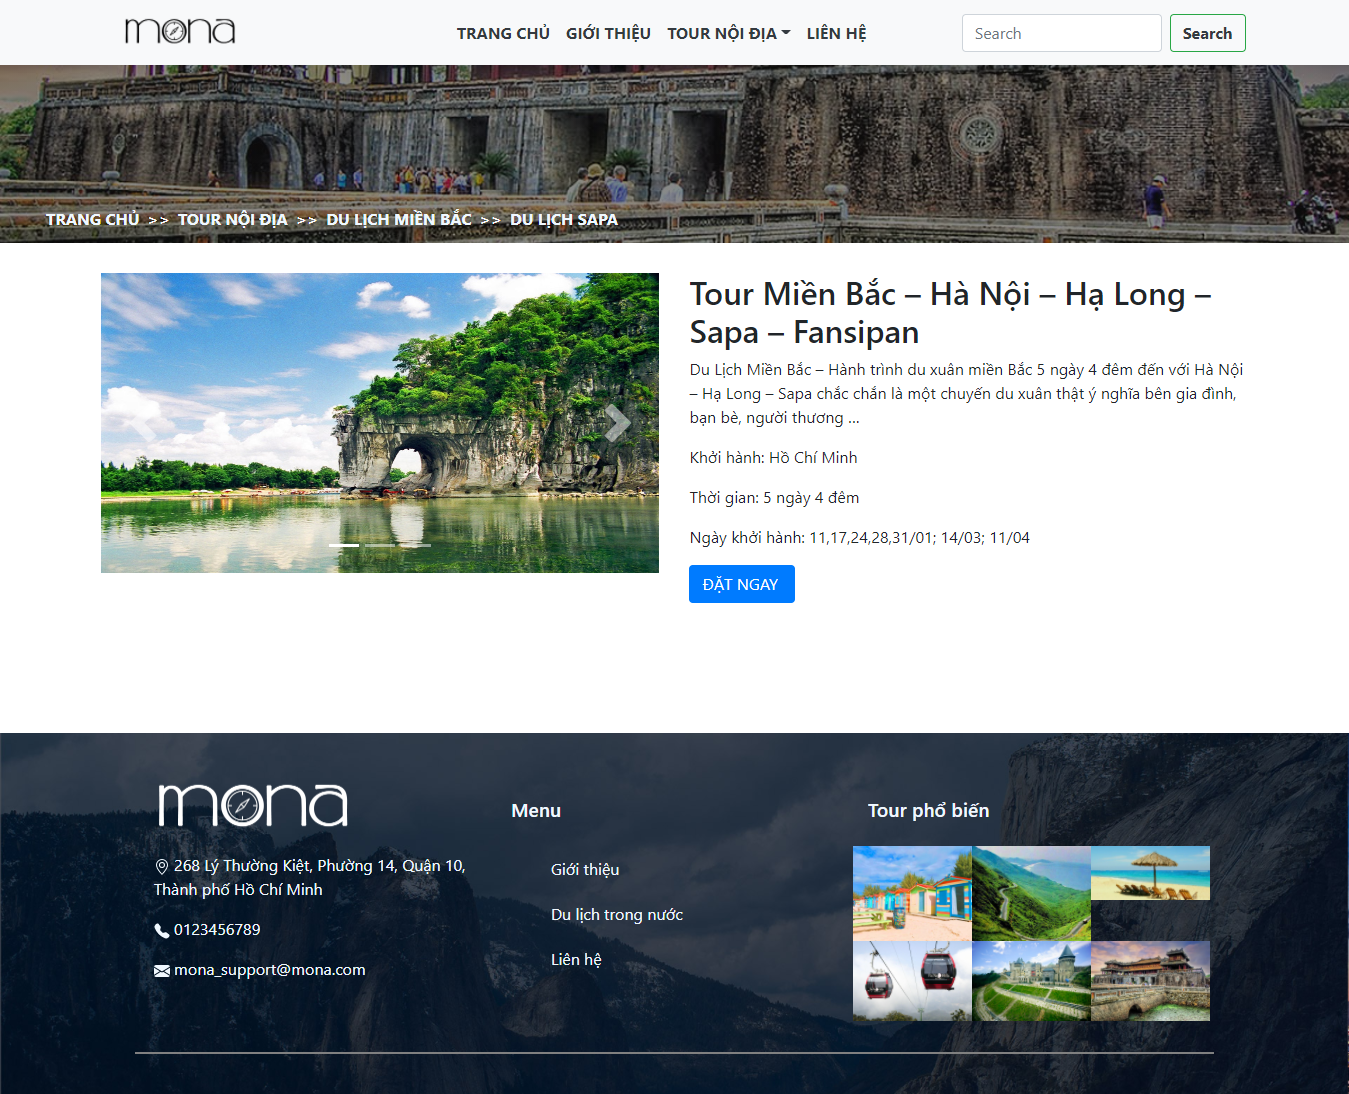 mona
TRANG CHỦ GIỚI THIỆU TOUR NỘI ĐỊA LIÊN HỆ
Search Search
TRANG CHỦ >> TOUR NỘI ĐỊA >> DU LỊCH MIỀN BẮC >> DU LỊCH SAPA
Tour Miền Bắc – Hà Nội – Hạ Long –
Sapa – Fansipan
Du Lịch Miền Bắc – Hành trình du xuân miền Bắc 5 ngày 4 đêm đến với Hà Nội
– Hạ Long – Sapa chắc chắn là một chuyến du xuân thật ý nghĩa bên gia đình,
bạn bè, người thương ...
Khởi hành: Hồ Chí Minh
Thời gian: 5 ngày 4 đêm
Ngày khởi hành: 11,17,24,28,31/01; 14/03; 11/04
ĐẶT NGAY
mona
268 Lý Thường Kiệt, Phường 14, Quận 10,
Thành phố Hồ Chí Minh
0123456789
mona_support@mona.com
Menu
Giới thiệu
Du lịch trong nước
Liên hệ
Tour phổ biến